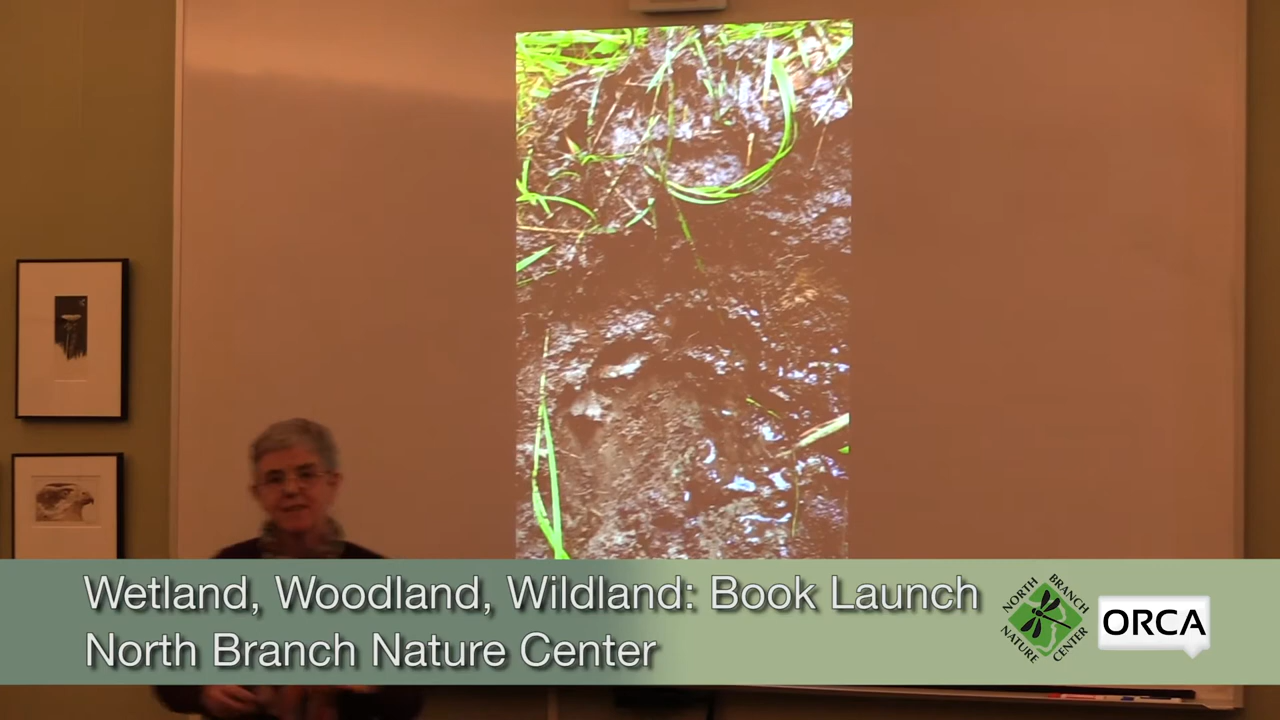 Wetland, Woodland, Wildland: Book Launch
North Branch Nature Center
NORTH BRANCH
NATURE CENTER
ORCA